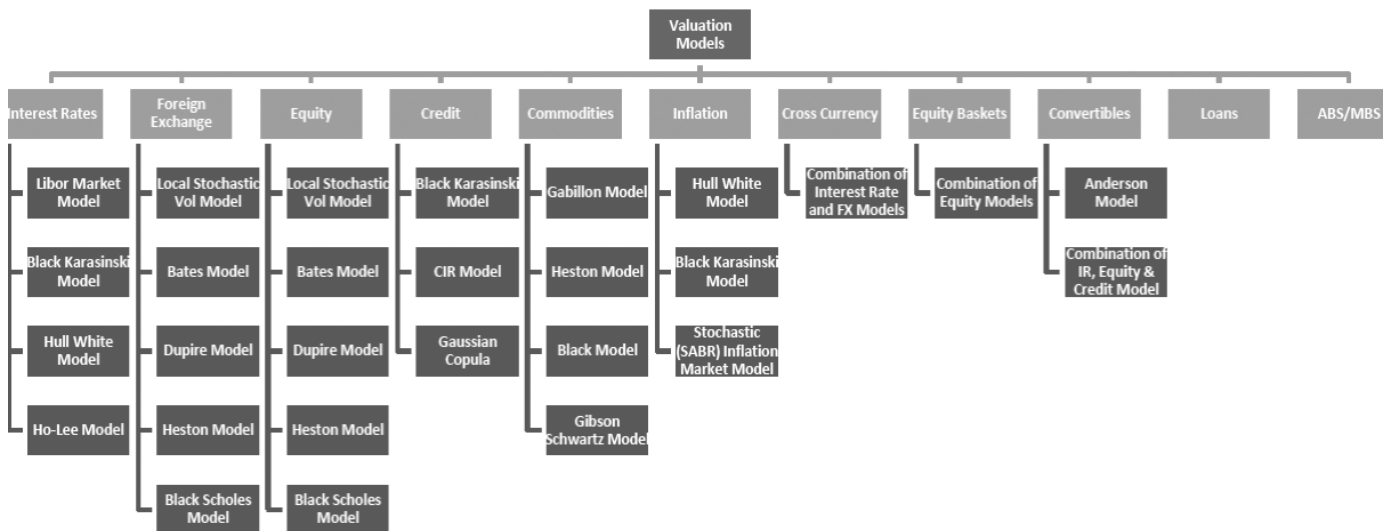 Valuation
Models
Interest Rates
Foreign
Exchange
Equity
Credit
Commodities
Inflation
Cross Currency
Equity Baskets
Convertibles
Loans
ABS/MBS
Libor Market
Model
Black Karasinski
Model
Hull White
Model
Ho-Lee Model
Local Stochastic
Vol Model
Bates Model
Dupire Model
Heston Model
Black Scholes
Model
Local Stochastic
Vol Model
Bates Model
Dupire Model
Heston Model
Black Scholes
Model
Black Karasinski
Model
CIR Model
Gaussian
Copula
Gabillon Model
Heston Model
Black Model
Gibson
Schwartz Model
Hull White
Model
Black Karasinski
Model
Stochastic
(SABR) Inflation
Market Model
Combination of
Interest Rate
and FX Models
Combination of
Equity Models
Anderson
Model
Combination of
IR, Equity &
Credit Model